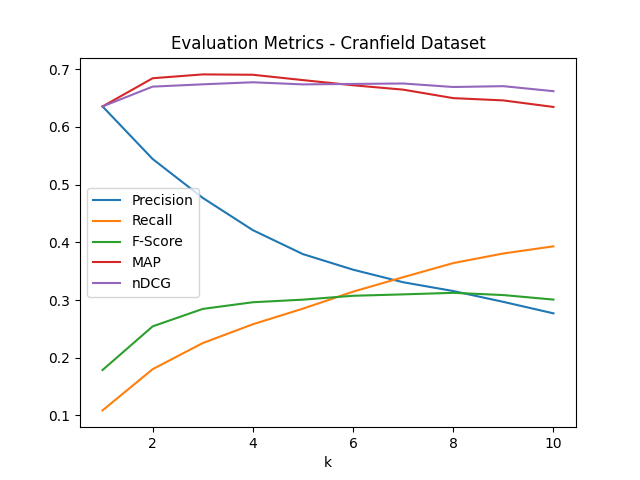 Evaluation Metrics - Cranfield Dataset
0.7
0.6
0.5
0.4
0.3
0.2
0.1
Precision
Recall
F-Score
MAP
nDCG
2 4 6 8 10
k